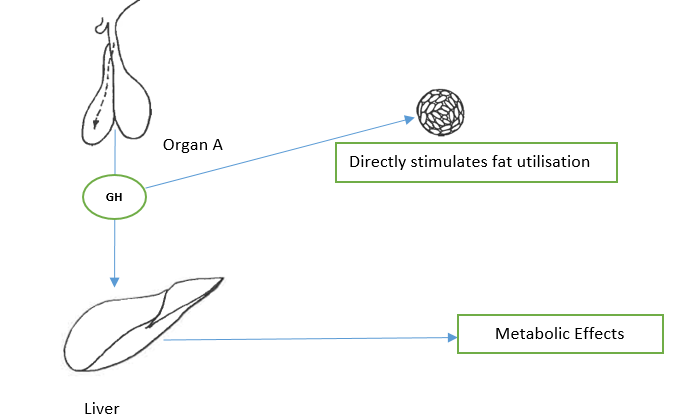 Organ A
Directly stimulates fat utilisation
GH
Metabolic Effects
Liver